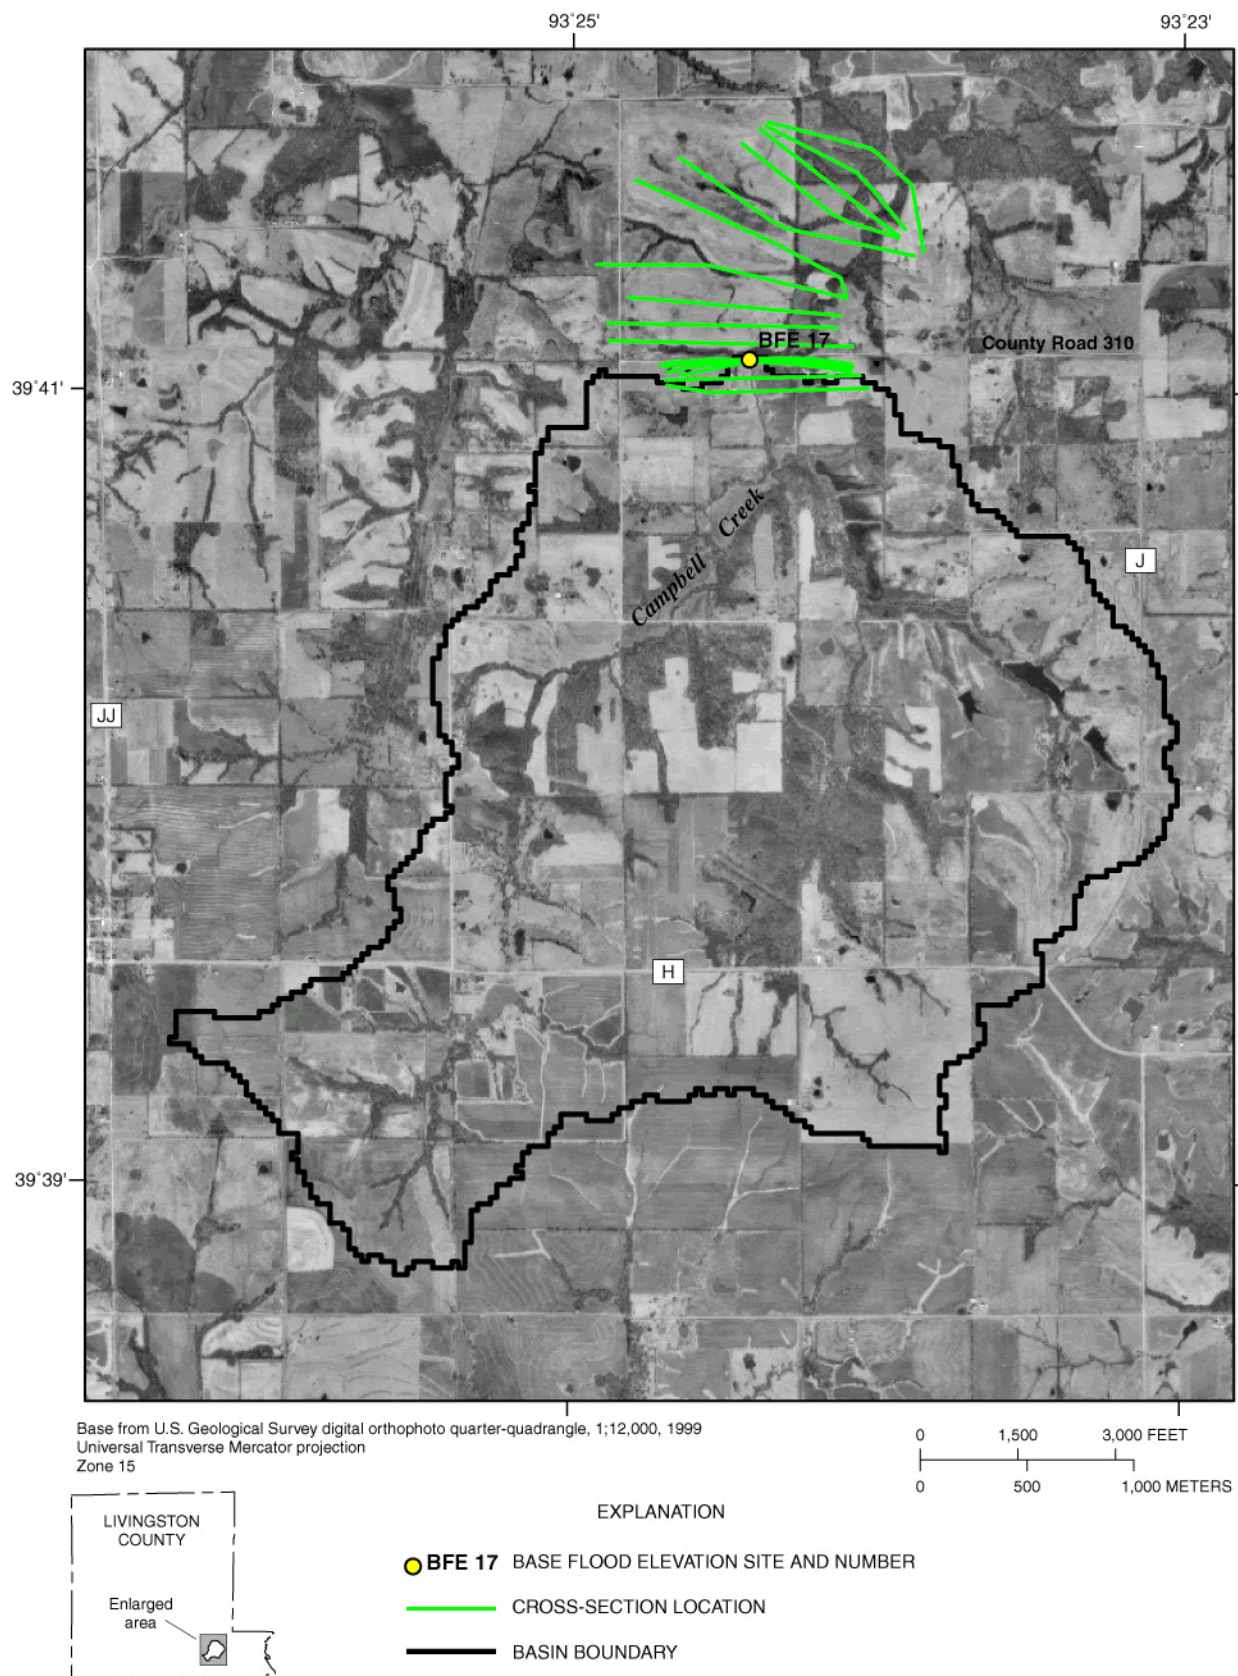 93°25'
93°23'
BFE 17
County Road 310
39°41'
Campbell Creek
J
JJ
H
39°39'
Base from U.S. Geological Survey digital orthophoto quarter-quadrangle, 1;12,000, 1999
Universal Transverse Mercator projection
Zone 15
0 1,500 3,000 FEET
0 500 1,000 METERS
LIVINGSTON
COUNTY
Enlarged
area
EXPLANATION
BFE 17 BASE FLOOD ELEVATION SITE AND NUMBER
CROSS-SECTION LOCATION
BASIN BOUNDARY